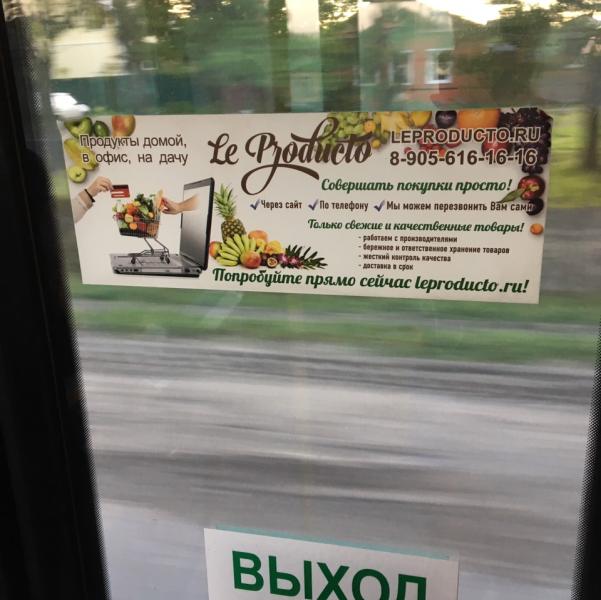 Продукты домой,
в офис, на дачу
Le Producto
LEPRODUCTO.RU
8-905-616-16-16
Совершать покупки просто!
Через сайт По телефону Мы можем перезвонить Вам сами
Только свежие и качественные товары!
- работаем с производителями
- бережное и ответственное хранение товаров
- жесткий контроль качества
- доставка в срок
Попробуйте прямо сейчас leproducto.ru!
ВЫХОД